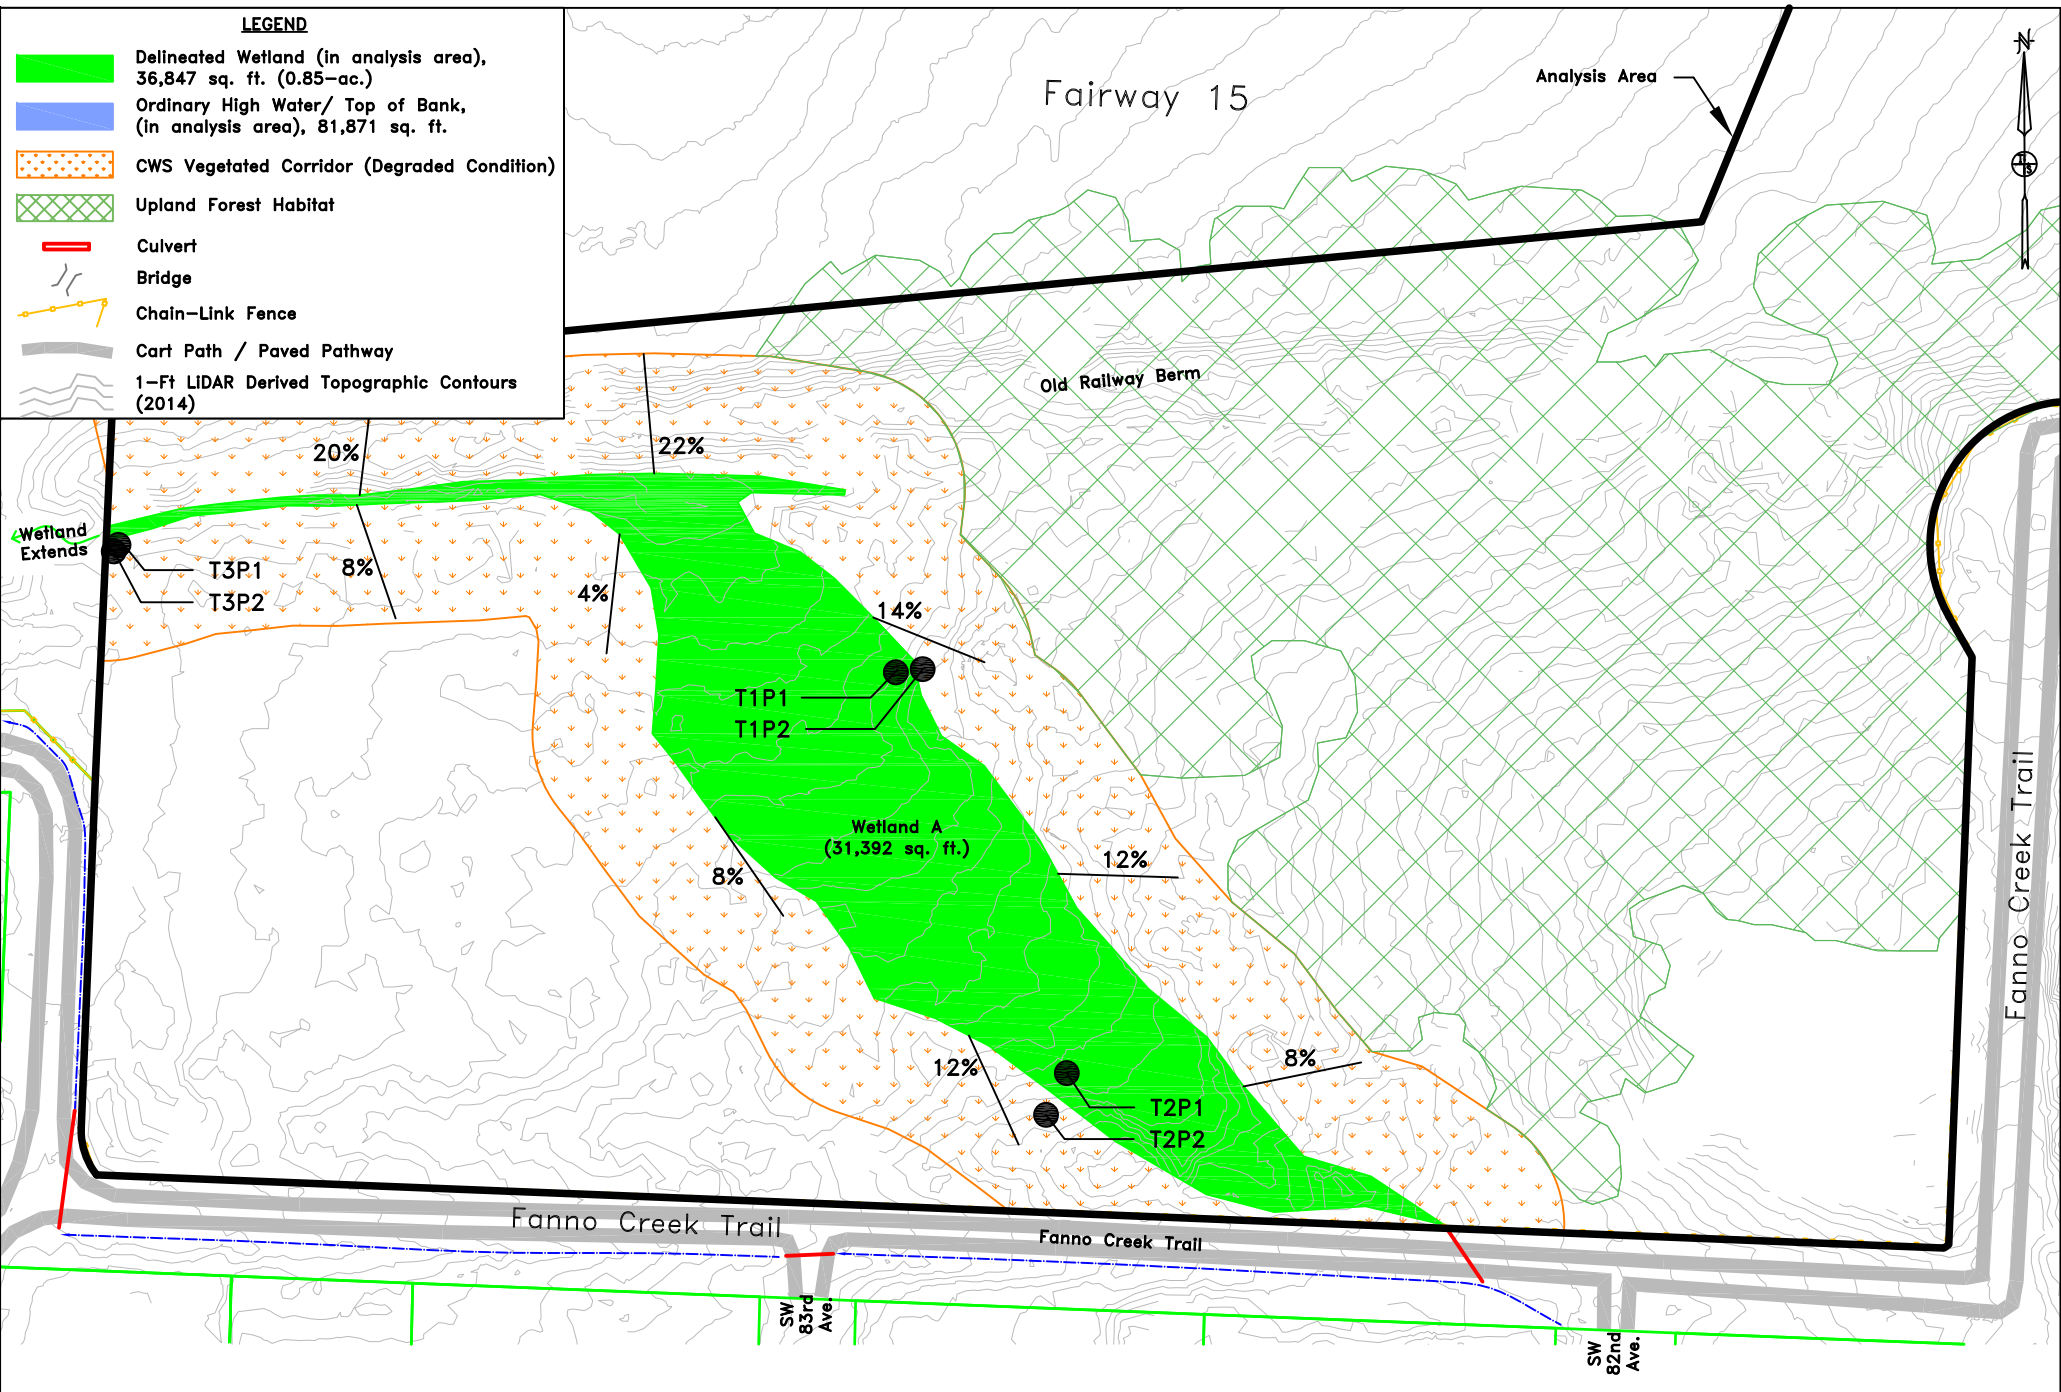 LEGEND
Delineated Wetland (in analysis area),
36,847 sq. ft. (0.85-ac.)
Ordinary High Water/ Top of Bank,
(in analysis area), 81,871 sq. ft.
CWS Vegetated Corridor (Degraded Condition)
Upland Forest Habitat
Culvert
Bridge
Chain-Link Fence
Cart Path / Paved Pathway
1-Ft LiDAR Derived Topographic Contours
(2014)
Fairway 15
Analysis Area
N
Old Railway Berm
20%
22%
Wetland
Extends
T3P1
T3P2
8%
4%
14%
T1P1
T1P2
Wetland A
(31,392 sq. ft.)
8%
12%
12%
8%
T2P1
T2P2
Fanno Creek Trail
Fanno Creek Trail
Fanno Creek Trail
SW
83rd
Ave.
SW
82nd
Ave.